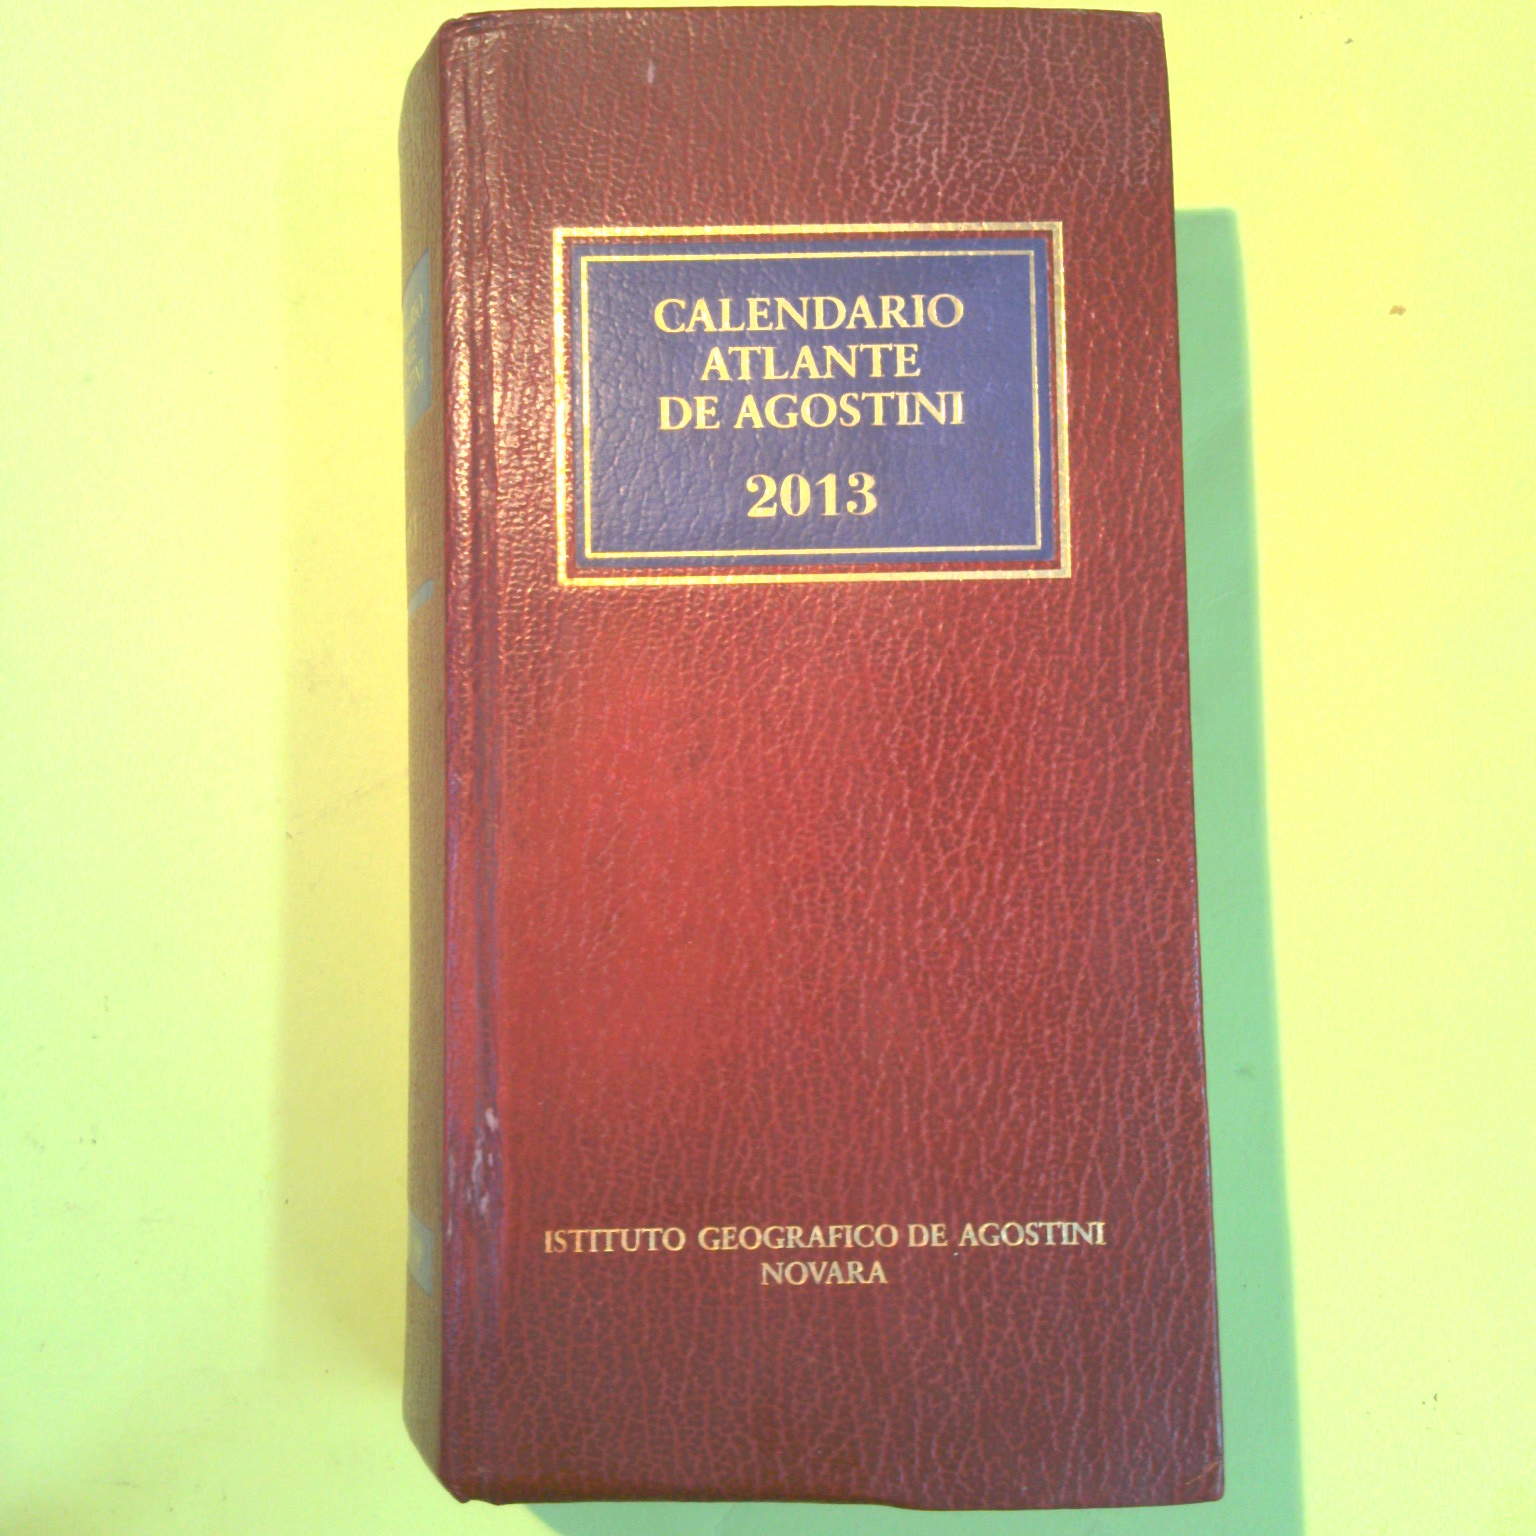 CALENDARIO
ATLANTE
DE AGOSTINI
2013
ISTITUTO GEOGRAFICO DE AGOSTINI
NOVARA